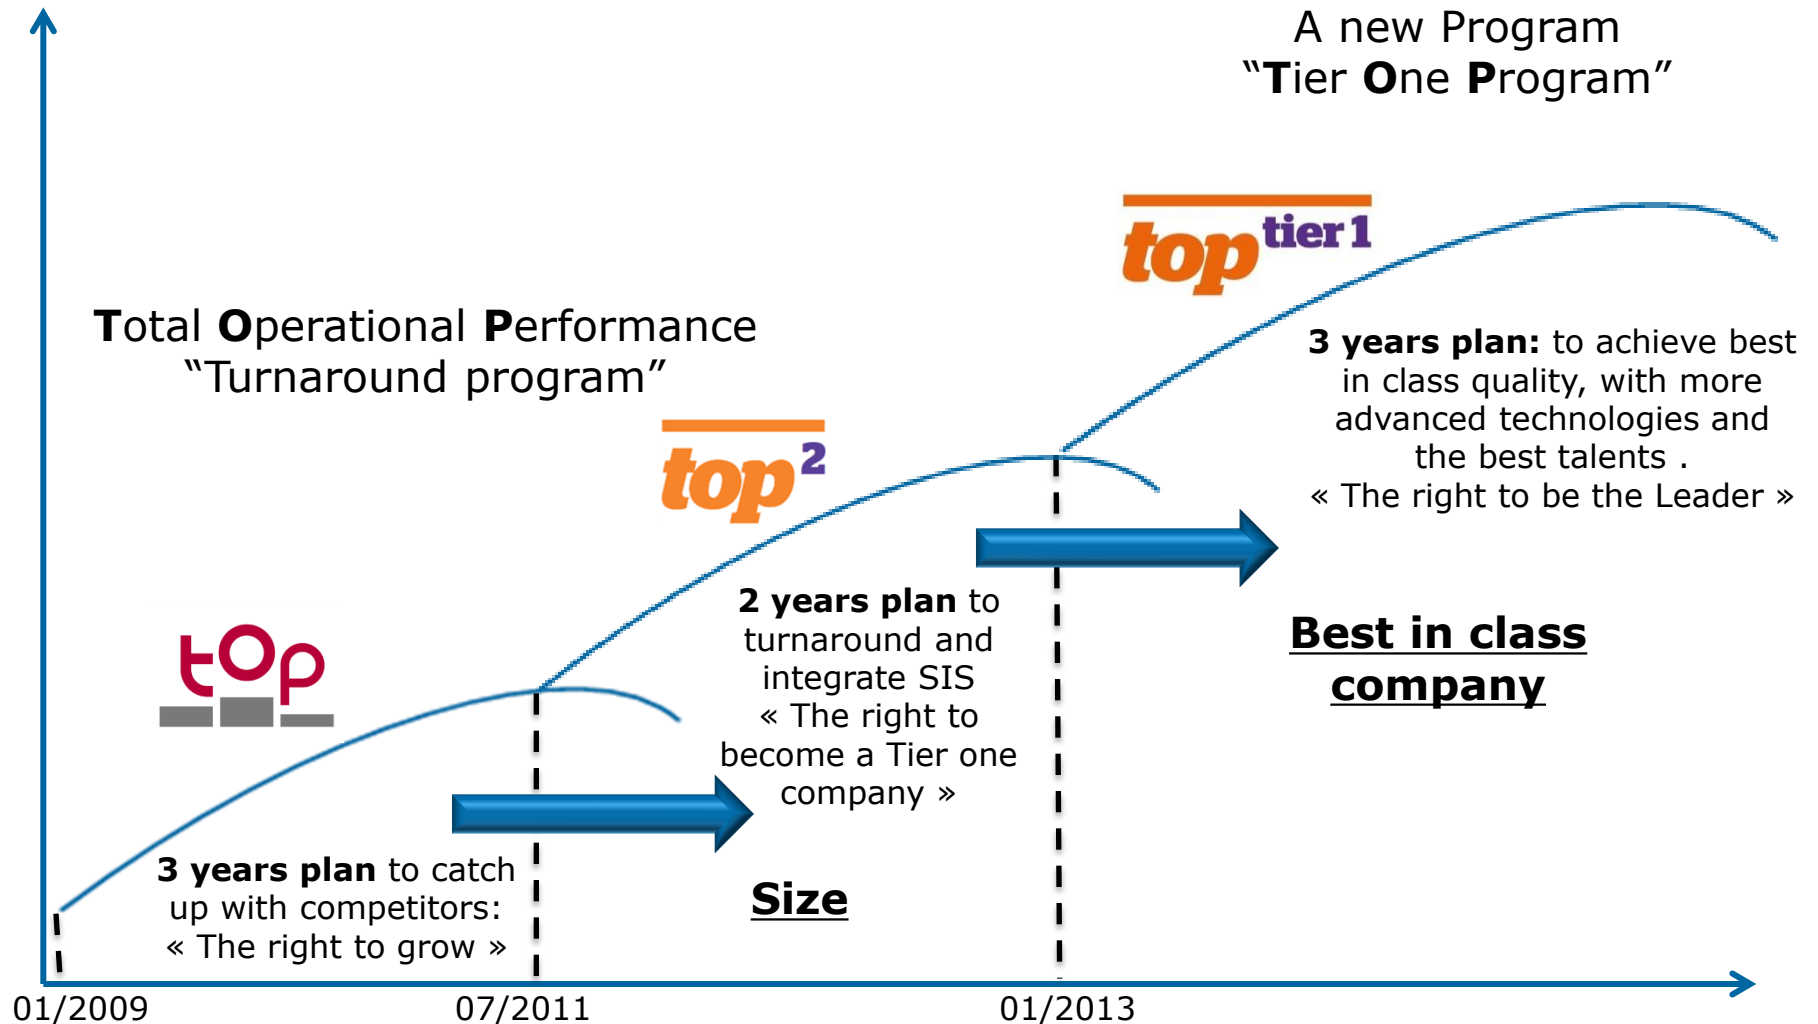 A new Program
“Tier One Program”
top tier 1
Total Operational Performance
“Turnaround program”
3 years plan: to achieve best
in class quality, with more
advanced technologies and
the best talents .
« The right to be the Leader »
top 2
2 years plan to
turnaround and
integrate SIS
« The right to
become a Tier one
company »
Best in class
company
top
3 years plan to catch
up with competitors:
« The right to grow »
Size
01/2009
07/2011
01/2013